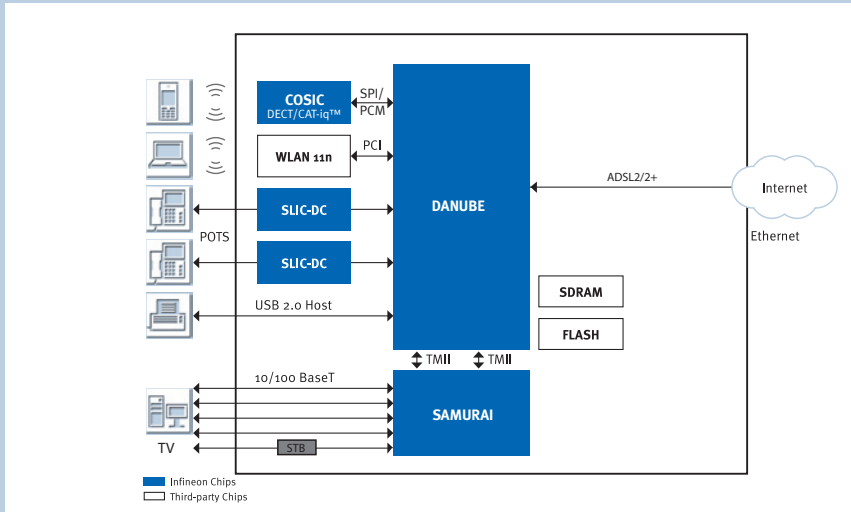 COSIC
DECT/CAT-iq™
SPI/
PCM
WLAN 11n
PCI
ADSL2/2+
Internet
SLIC-DC
DANUBE
POTS
Ethernet
SLIC-DC
SDRAM
USB 2.0 Host
FLASH
TMII
TMII
10/100 BaseT
SAMURAI
TV
STB
Infineon Chips
Third-party Chips